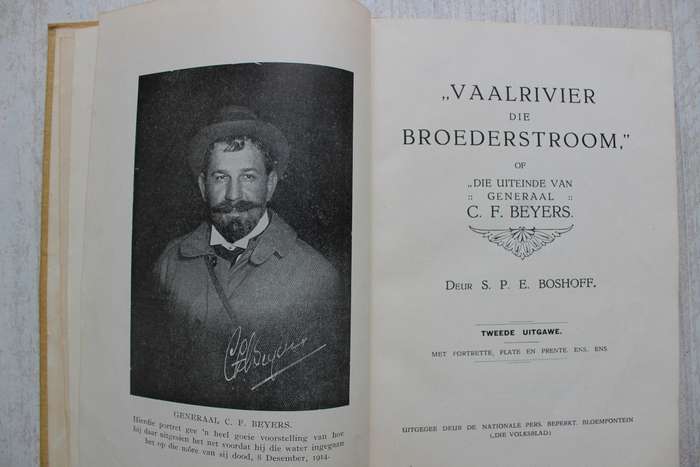 GENERAAL C. F. BEYERS.
Hierdie portret gee 'n heel goeie voorstelling van hoe
hij daar uitgesien het net voordat hij die water ingegaan
het op die môre van sij dood, 8 Desember, 1914.
„VAALRIVIER
DIE
BROEDERSTROOM,”
OF
„DIE UITEINDE VAN
:: GENERAAL ::
C. F. BEYERS.
DEUR S. P. E. BOSHOFF.
TWEEDE UITGAWE.
MET PORTRETTE, PLATE EN PRENTE, ENS. ENS.
UITGEGEE DEUR DE NATIONALE PERS. BEPERKT. BLOEMFONTEIN
(„DIE VOLKSBLAD)